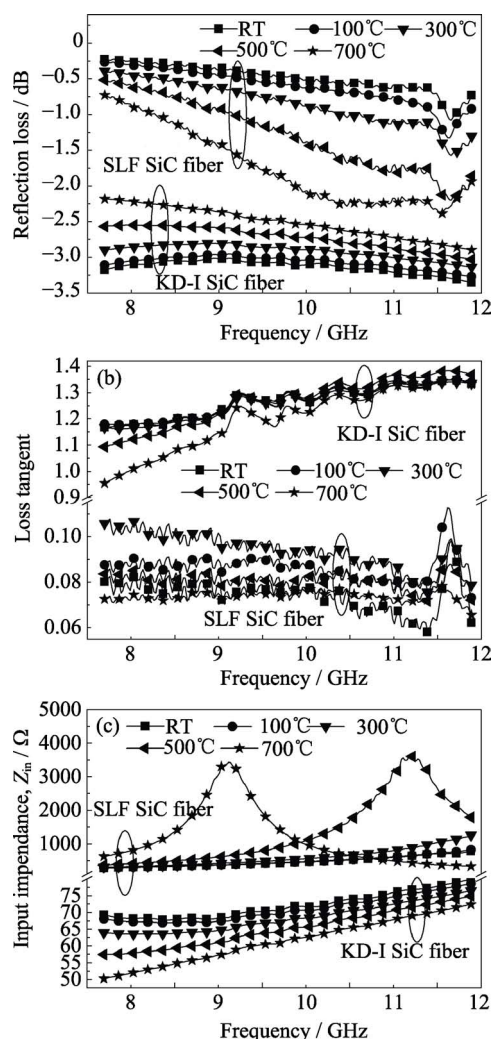 RT 100℃ 300℃
500℃ 700℃
0
−0.5
−1.0
−1.5
−2.0
−2.5
−3.0
−3.5
Reflection loss / dB
SLF SiC fiber
KD-I SiC fiber
8 9 10 11 12
Frequency / GHz
(b)
1.4
1.3
1.2
1.1
1.0
0.9
0.10
0.08
0.06
Loss tangent
KD-I SiC fiber
RT 100℃ 300℃
500℃ 700℃
SLF SiC fiber
8 9 10 11 12
Frequency / GHz
(c)
RT 100℃ 300℃
500℃ 700℃
5000
4000
3000
2000
1000
75
70
65
60
55
50
Input impendance, Zin / Ω
SLF SiC fiber
KD-I SiC fiber
8 9 10 11 12
Frequency / GHz